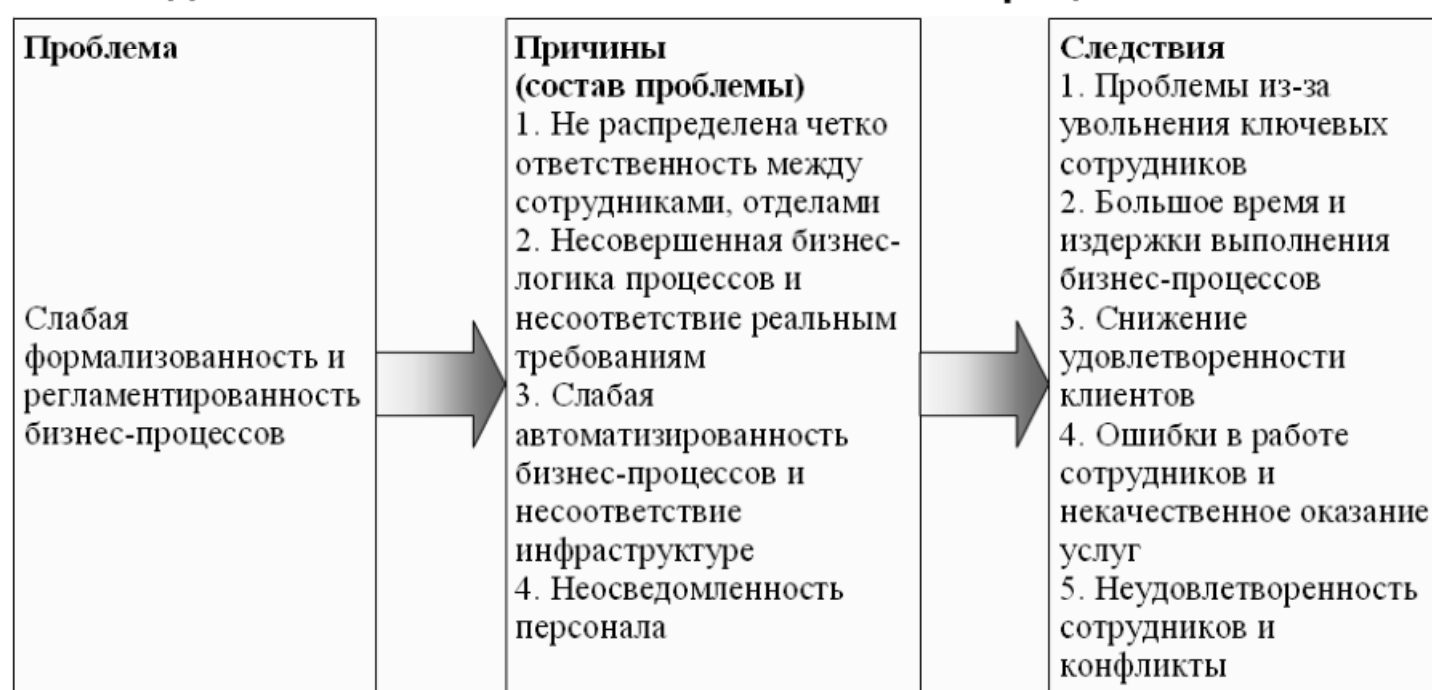 Проблема
Слабая
формализованность и
регламентированность
бизнес-процессов
Причины
(состав проблемы)
1. Не распределена четко
ответственность между
сотрудниками, отделами
2. Несовершенная бизнес-
логика процессов и
несоответствие реальным
требованиям
3. Слабая
автоматизированность
бизнес-процессов и
несоответствие
инфраструктуре
4. Неосведомленность
персонала
Следствия
1. Проблемы из-за
увольнения ключевых
сотрудников
2. Большое время и
издержки выполнения
бизнес-процессов
3. Снижение
удовлетворенности
клиентов
4. Ошибки в работе
сотрудников и
некачественное оказание
услуг
5. Неудовлетворенность
сотрудников и
конфликты